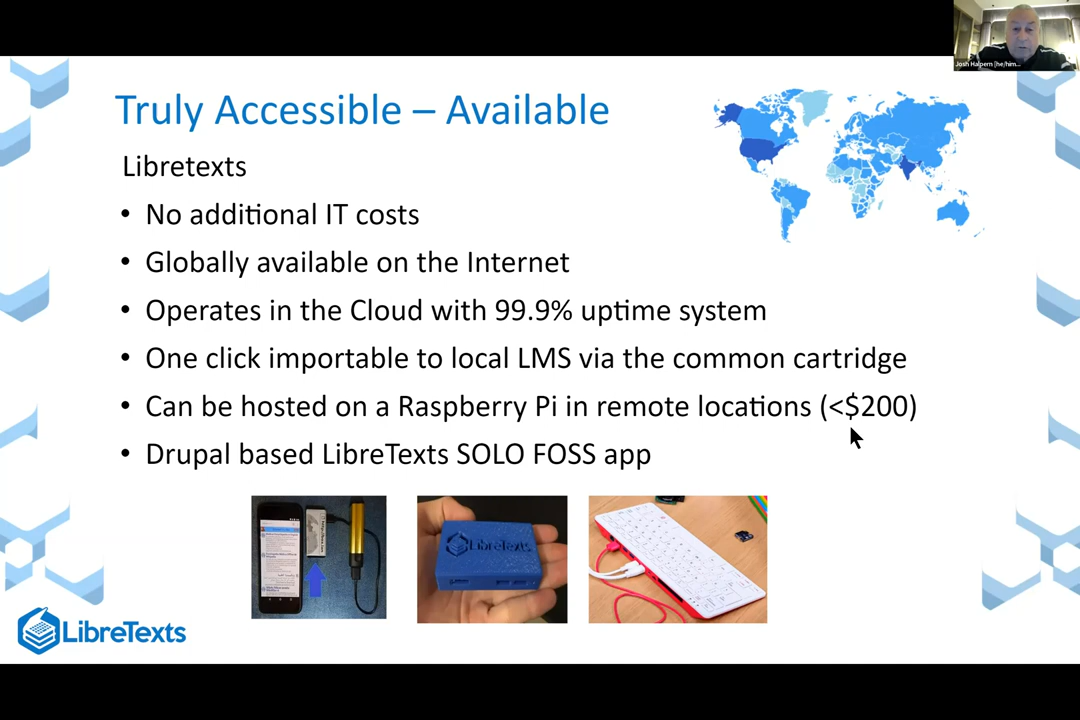 Josh Halpern [he/him...
Truly Accessible – Available
Libretexts
• No additional IT costs
• Globally available on the Internet
• Operates in the Cloud with 99.9% uptime system
• One click importable to local LMS via the common cartridge
• Can be hosted on a Raspberry Pi in remote locations (<$200)
• Drupal based LibreTexts SOLO FOSS app
LibreTexts
LibreTexts